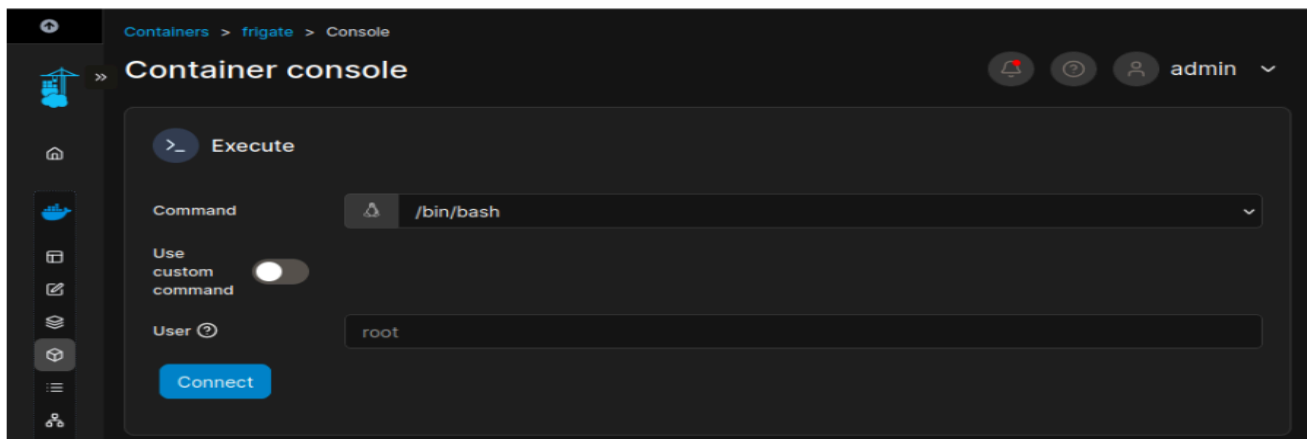 Containers > frigate > Console
Container console
admin
>_ Execute
Command
/bin/bash
Use
custom
command
User
root
Connect